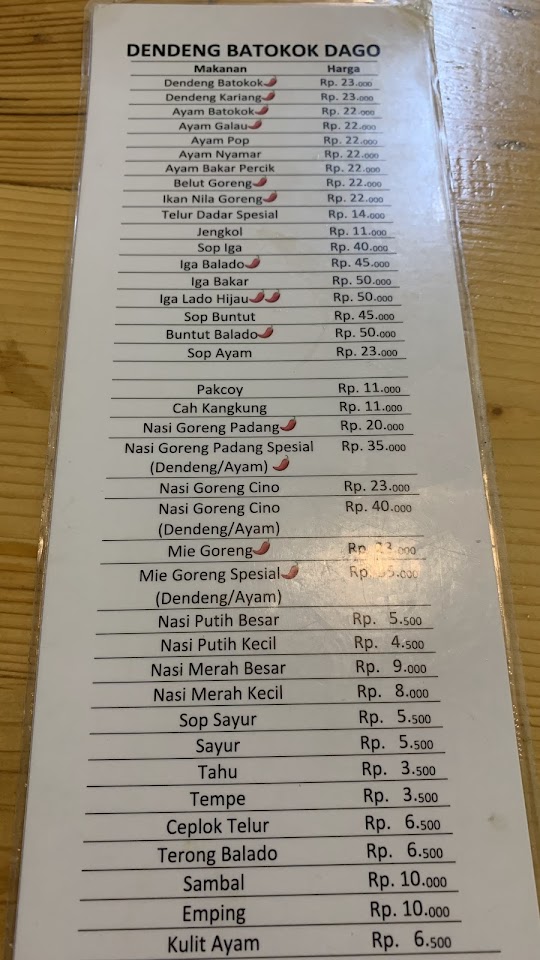 DENDENG BATOKOK DAGO
Makanan Harga
Dendeng Batokok Rp. 23.000
Dendeng Kariang Rp. 23.000
Ayam Batokok Rp. 22.000
Ayam Galau Rp. 22.000
Ayam Pop Rp. 22.000
Ayam Nyamar Rp. 22.000
Ayam Bakar Percik Rp. 22.000
Belut Goreng Rp. 22.000
Ikan Nila Goreng Rp. 22.000
Telur Dadar Spesial Rp. 14.000
Jengkol Rp. 11.000
Sop Iga Rp. 40.000
Iga Balado Rp. 45.000
Iga Bakar Rp. 50.000
Iga Lado Hijau Rp. 50.000
Sop Buntut Rp. 45.000
Buntut Balado Rp. 50.000
Sop Ayam Rp. 23.000
Pakcoy Rp. 11.000
Cah Kangkung Rp. 11.000
Nasi Goreng Padang Rp. 20.000
Nasi Goreng Padang Spesial Rp. 35.000
(Dendeng/Ayam)
Nasi Goreng Cino Rp. 23.000
Nasi Goreng Cino Rp. 40.000
(Dendeng/Ayam)
Mie Goreng Rp. 23.000
Mie Goreng Spesial Rp.
(Dendeng/Ayam)
Nasi Putih Besar Rp. 5.500
Nasi Putih Kecil Rp. 4.500
Nasi Merah Besar Rp. 9.000
Nasi Merah Kecil Rp. 8.000
Sop Sayur Rp. 5.500
Sayur Rp. 5.500
Tahu Rp. 3.500
Tempe Rp. 3.500
Ceplok Telur Rp. 6.500
Terong Balado Rp. 6.500
Sambal Rp. 10.000
Emping Rp. 10.000
Kulit Ayam Rp. 6.500